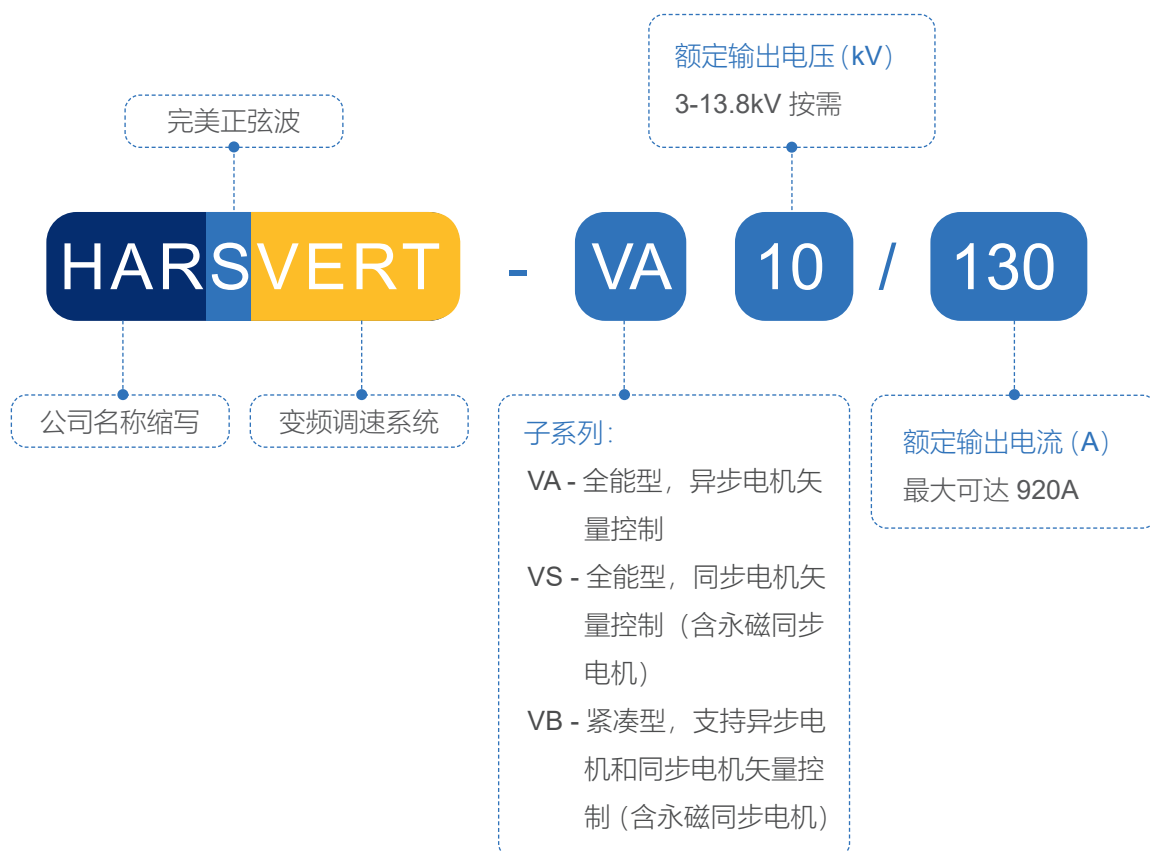 额定输出电压（kV）
3-13.8kV 按需
完美正弦波
HARSVERT - VA 10 / 130
公司名称缩写
变频调速系统
子系列：
VA - 全能型，异步电机矢
量控制
VS - 全能型，同步电机矢
量控制（含永磁同步
电机）
VB - 紧凑型，支持异步电
机和同步电机矢量控
制（含永磁同步电机）
额定输出电流（A）
最大可达 920A